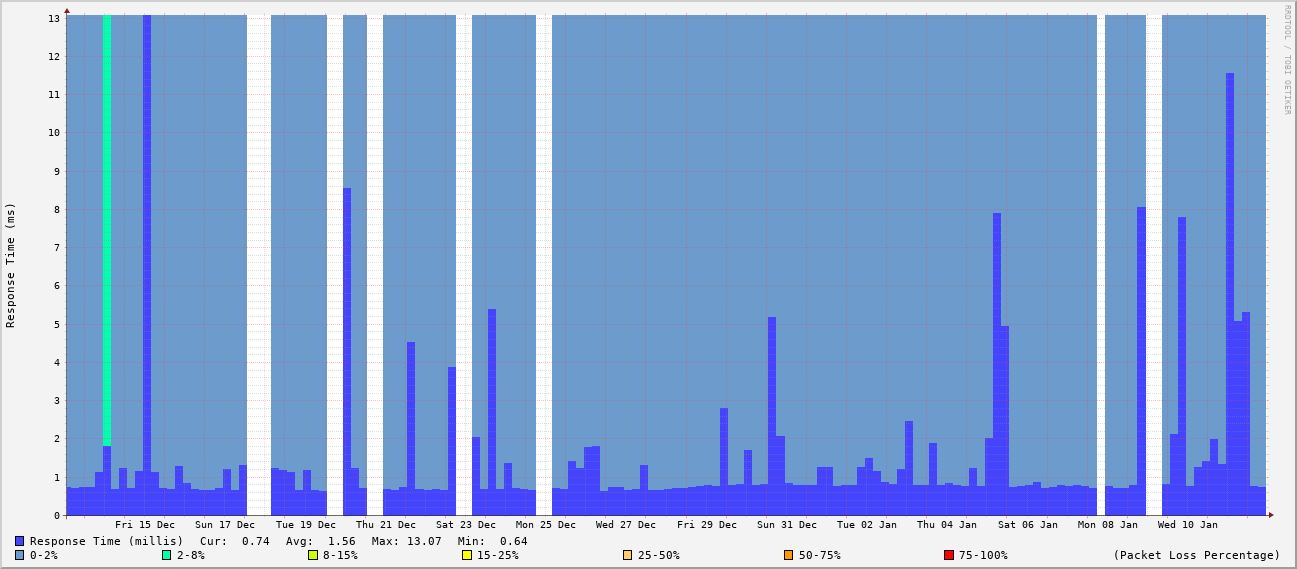 RRDTOOL / TOBI OETIKER
Response Time (ms)
13
12
11
10
9
8
7
6
5
4
3
2
1
0
Fri 15 Dec Sun 17 Dec Tue 19 Dec Thu 21 Dec Sat 23 Dec Mon 25 Dec Wed 27 Dec Fri 29 Dec Sun 31 Dec Tue 02 Jan Thu 04 Jan Sat 06 Jan Mon 08 Jan Wed 10 Jan
Response Time (millis) Cur: 0.74 Avg: 1.56 Max: 13.07 Min: 0.64
0-2% 2-8% 8-15% 15-25% 25-50% 50-75% 75-100% (Packet Loss Percentage)